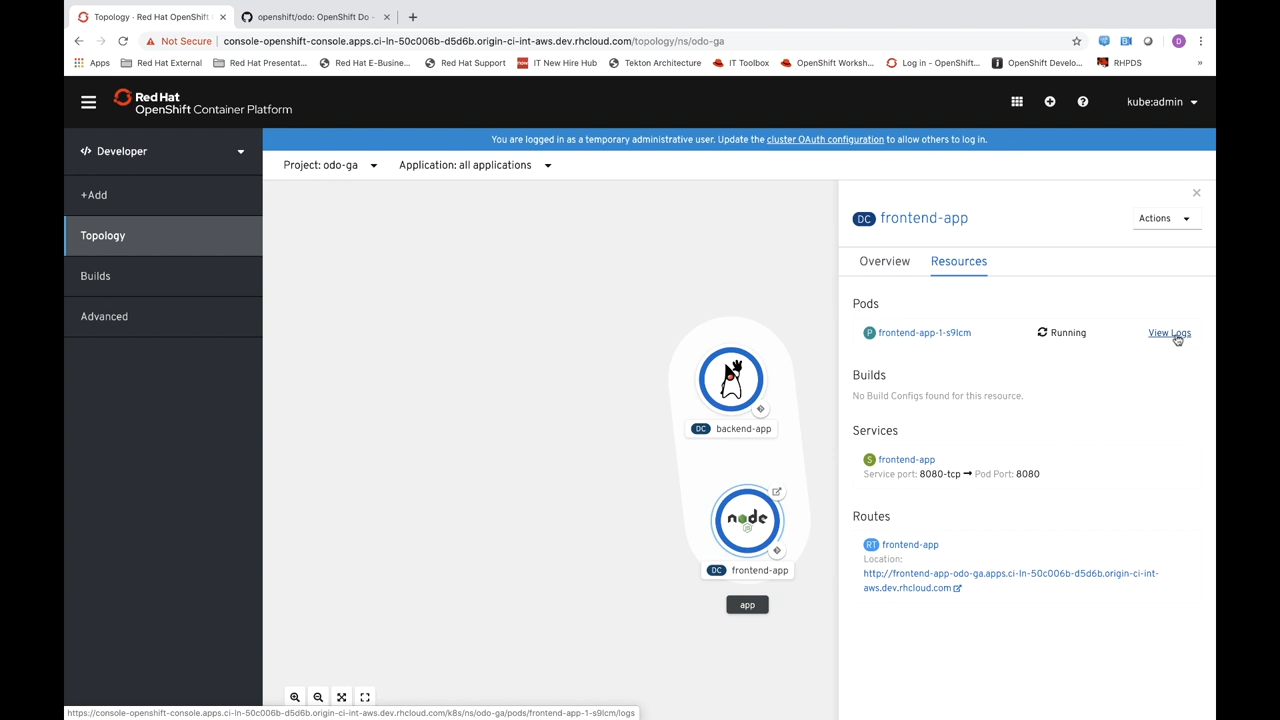 Topology · Red Hat OpenShift
openshift/odo: OpenShift Do -
Not Secure
console-openshift-console.apps.ci-ln-50c006b-d5d6b.origin-ci-int-aws.dev.rhcloud.com/topology/ns/odo-ga
D
Apps
Red Hat External
Red Hat Presentat...
Red Hat E-Busine...
Red Hat Support
IT New Hire Hub
Tekton Architecture
IT Toolbox
OpenShift Worksh...
Log in - OpenShift...
OpenShift Develo...
RHPDS
»
Red Hat
OpenShift Container Platform
kube:admin
You are logged in as a temporary administrative user. Update the cluster OAuth configuration to allow others to log in.
</> Developer
+Add
Topology
Builds
Advanced
Project: odo-ga
Application: all applications
DC backend-app
node
JS
DC frontend-app
app
DC frontend-app
Actions
Overview
Resources
Pods
P frontend-app-1-s9lcm
Running
View Logs
Builds
No Build Configs found for this resource.
Services
S frontend-app
Service port: 8080-tcp → Pod Port: 8080
Routes
RT frontend-app
Location:
http://frontend-app-odo-ga.apps.ci-ln-50c006b-d5d6b.origin-ci-int-
aws.dev.rhcloud.com
https://console-openshift-console.apps.ci-ln-50c006b-d5d6b.origin-ci-int-aws.dev.rhcloud.com/k8s/ns/odo-ga/pods/frontend-app-1-s9lcm/logs